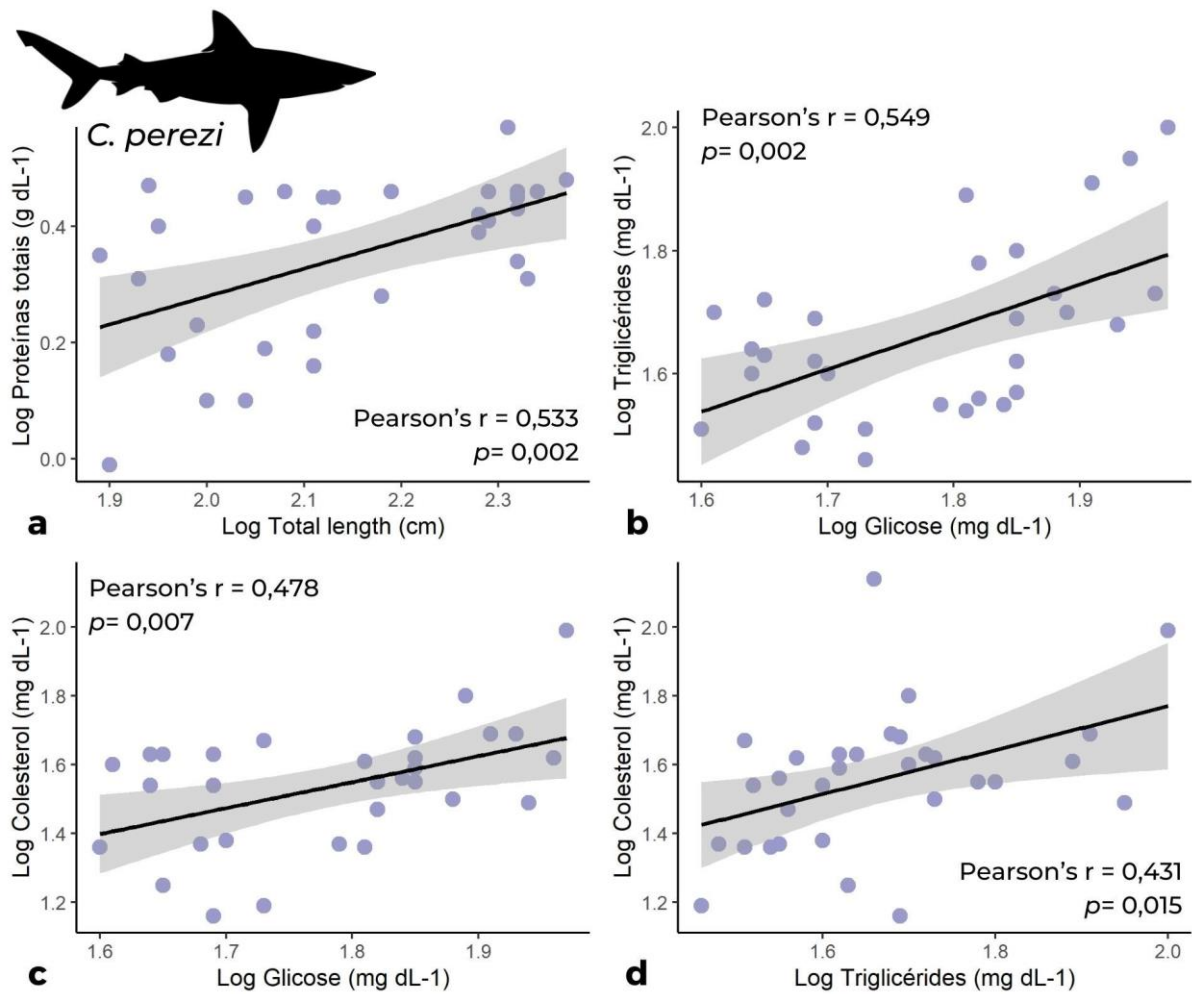 C. perezi
Log Proteínas totais (g dL-1)
0.4
0.2
0.0
Pearson's r = 0,533
p= 0,002
1.9 2.0 2.1 2.2 2.3
a Log Total length (cm)
Pearson's r = 0,549
p= 0,002
Log Triglicérides (mg dL-1)
2.0
1.8
1.6
1.6 1.7 1.8 1.9
b Log Glicose (mg dL-1)
Pearson's r = 0,478
p= 0,007
Log Colesterol (mg dL-1)
2.0
1.8
1.6
1.4
1.2
1.6 1.7 1.8 1.9
c Log Glicose (mg dL-1)
Log Colesterol (mg dL-1)
2.0
1.8
1.6
1.4
1.2
Pearson's r = 0,431
p= 0,015
1.6 1.8 2.0
d Log Triglicérides (mg dL-1)